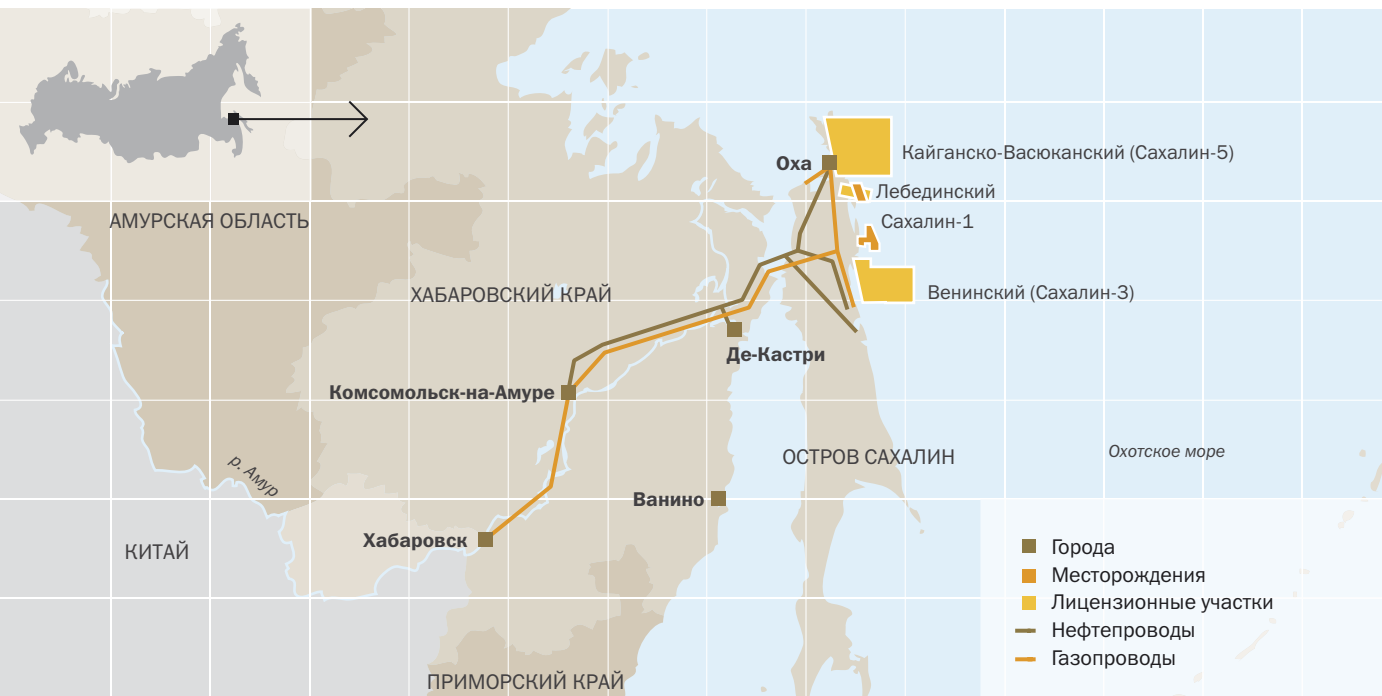 Оха
Кайганско-Васюканский (Сахалин-5)
Лебединский
АМУРСКАЯ ОБЛАСТЬ
Сахалин-1
ХАБАРОВСКИЙ КРАЙ
Венинский (Сахалин-3)
Де-Кастри
Комсомольск-на-Амуре
ОСТРОВ САХАЛИН
Охотское море
р. Амур
Ванино
Хабаровск
КИТАЙ
ПРИМОРСКИЙ КРАЙ
Города
Месторождения
Лицензионные участки
Нефтепроводы
Газопроводы